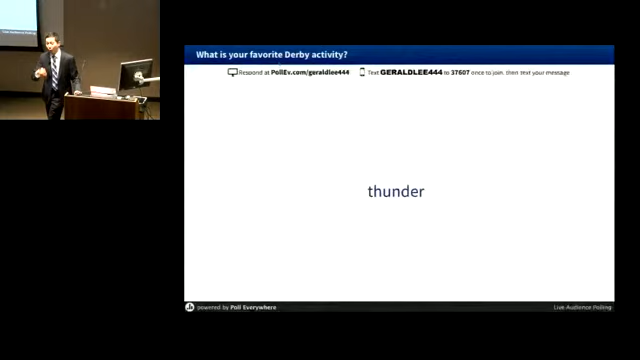 What is your favorite Derby activity?
Respond at PollEv.com/geraldlee444
Text GERALDLEE444 to 37607 once to join, then text your message
thunder
powered by Poll Everywhere
Live Audience Polling